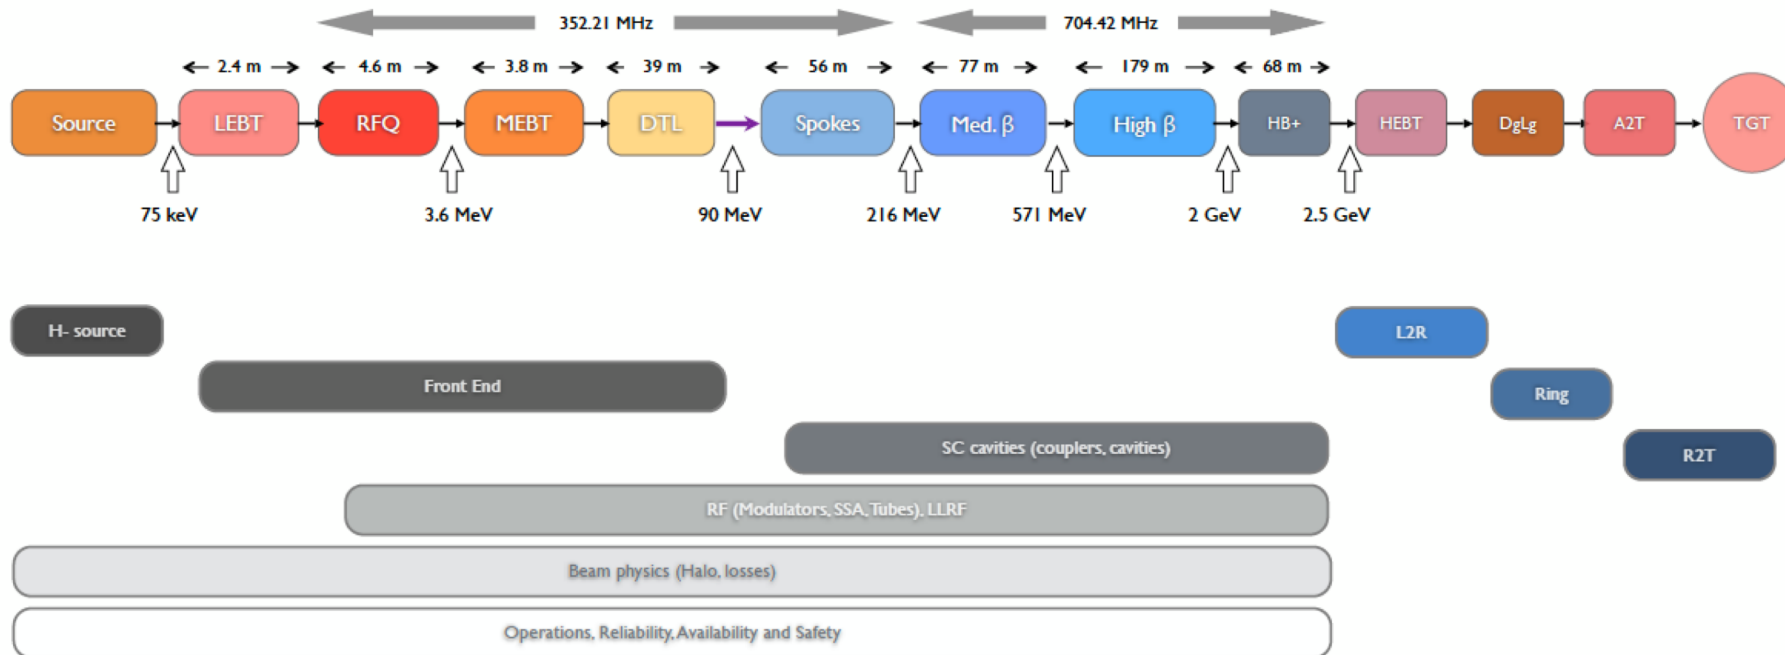 352.21 MHz 704.42 MHz
2.4 m 4.6 m 3.8 m 39 m 56 m 77 m 179 m 68 m
Source LEBT RFQ MEBT DTL Spokes Med. β High β HB+ HEBT DgLg A2T TGT
75 keV 3.6 MeV 90 MeV 216 MeV 571 MeV 2 GeV 2.5 GeV
H- source L2R
Front End Ring
SC cavities (couplers, cavities) R2T
RF (Modulators, SSA, Tubes), LLRF
Beam physics (Halo, losses)
Operations, Reliability, Availability and Safety